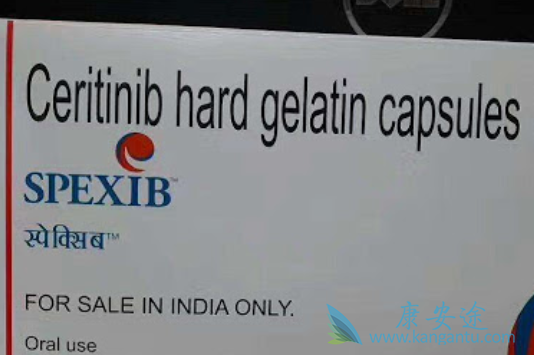 Ceritinib hard gelatin capsules
SPEXIB™
स्पेक्सिब™
FOR SALE IN INDIA ONLY.
Oral use
康安途
www.kangantu.com